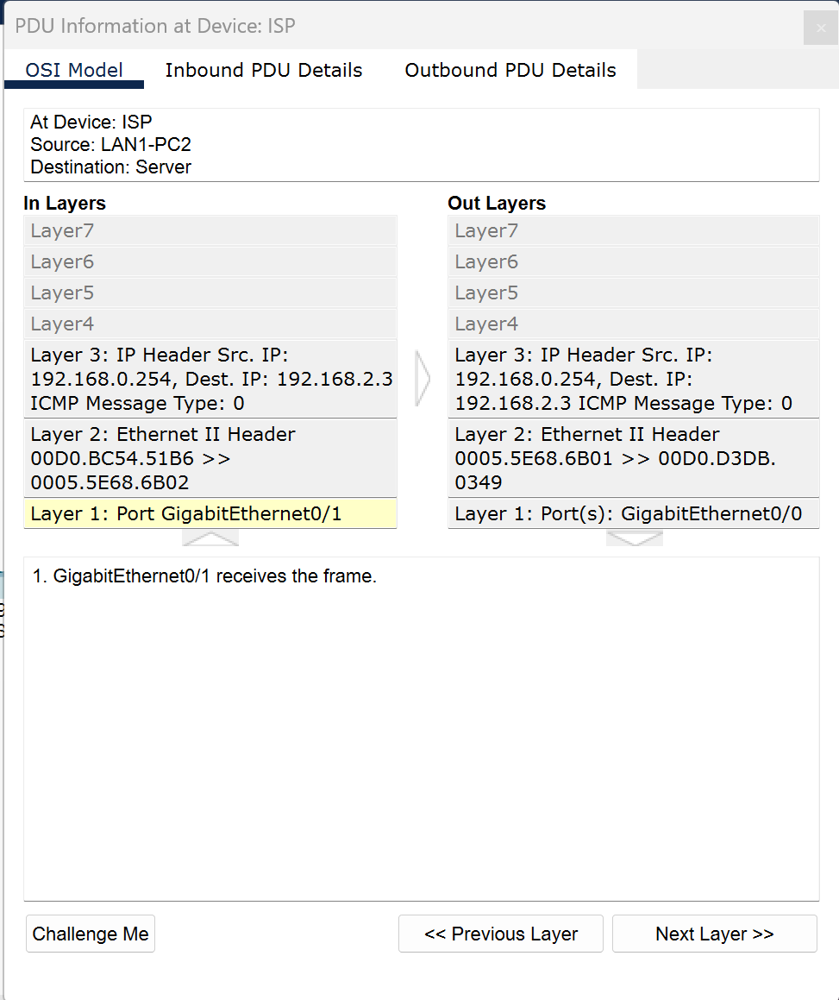 PDU Information at Device: ISP
×
OSI Model
Inbound PDU Details
Outbound PDU Details
At Device: ISP
Source: LAN1-PC2
Destination: Server
In Layers
Layer7
Layer6
Layer5
Layer4
Layer 3: IP Header Src. IP:
192.168.0.254, Dest. IP: 192.168.2.3
ICMP Message Type: 0
Layer 2: Ethernet II Header
00D0.BC54.51B6 >>
0005.5E68.6B02
Layer 1: Port GigabitEthernet0/1
Out Layers
Layer7
Layer6
Layer5
Layer4
Layer 3: IP Header Src. IP:
192.168.0.254, Dest. IP:
192.168.2.3 ICMP Message Type: 0
Layer 2: Ethernet II Header
0005.5E68.6B01 >> 00D0.D3DB.
0349
Layer 1: Port(s): GigabitEthernet0/0
1. GigabitEthernet0/1 receives the frame.
Challenge Me
<< Previous Layer
Next Layer >>